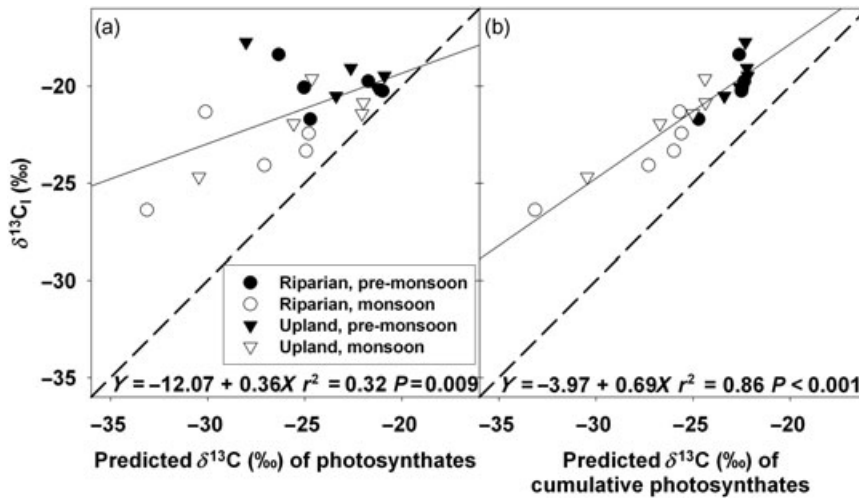 (a)
(b)
−20
−25
−30
−35
δ¹³Cₗ (‰)
Riparian, pre-monsoon
Riparian, monsoon
Upland, pre-monsoon
Upland, monsoon
Y = −12.07 + 0.36X r² = 0.32 P = 0.009
Y = −3.97 + 0.69X r² = 0.86 P < 0.001
−35 −30 −25 −20
−35 −30 −25 −20
Predicted δ¹³C (‰) of photosynthates
Predicted δ¹³C (‰) of
cumulative photosynthates